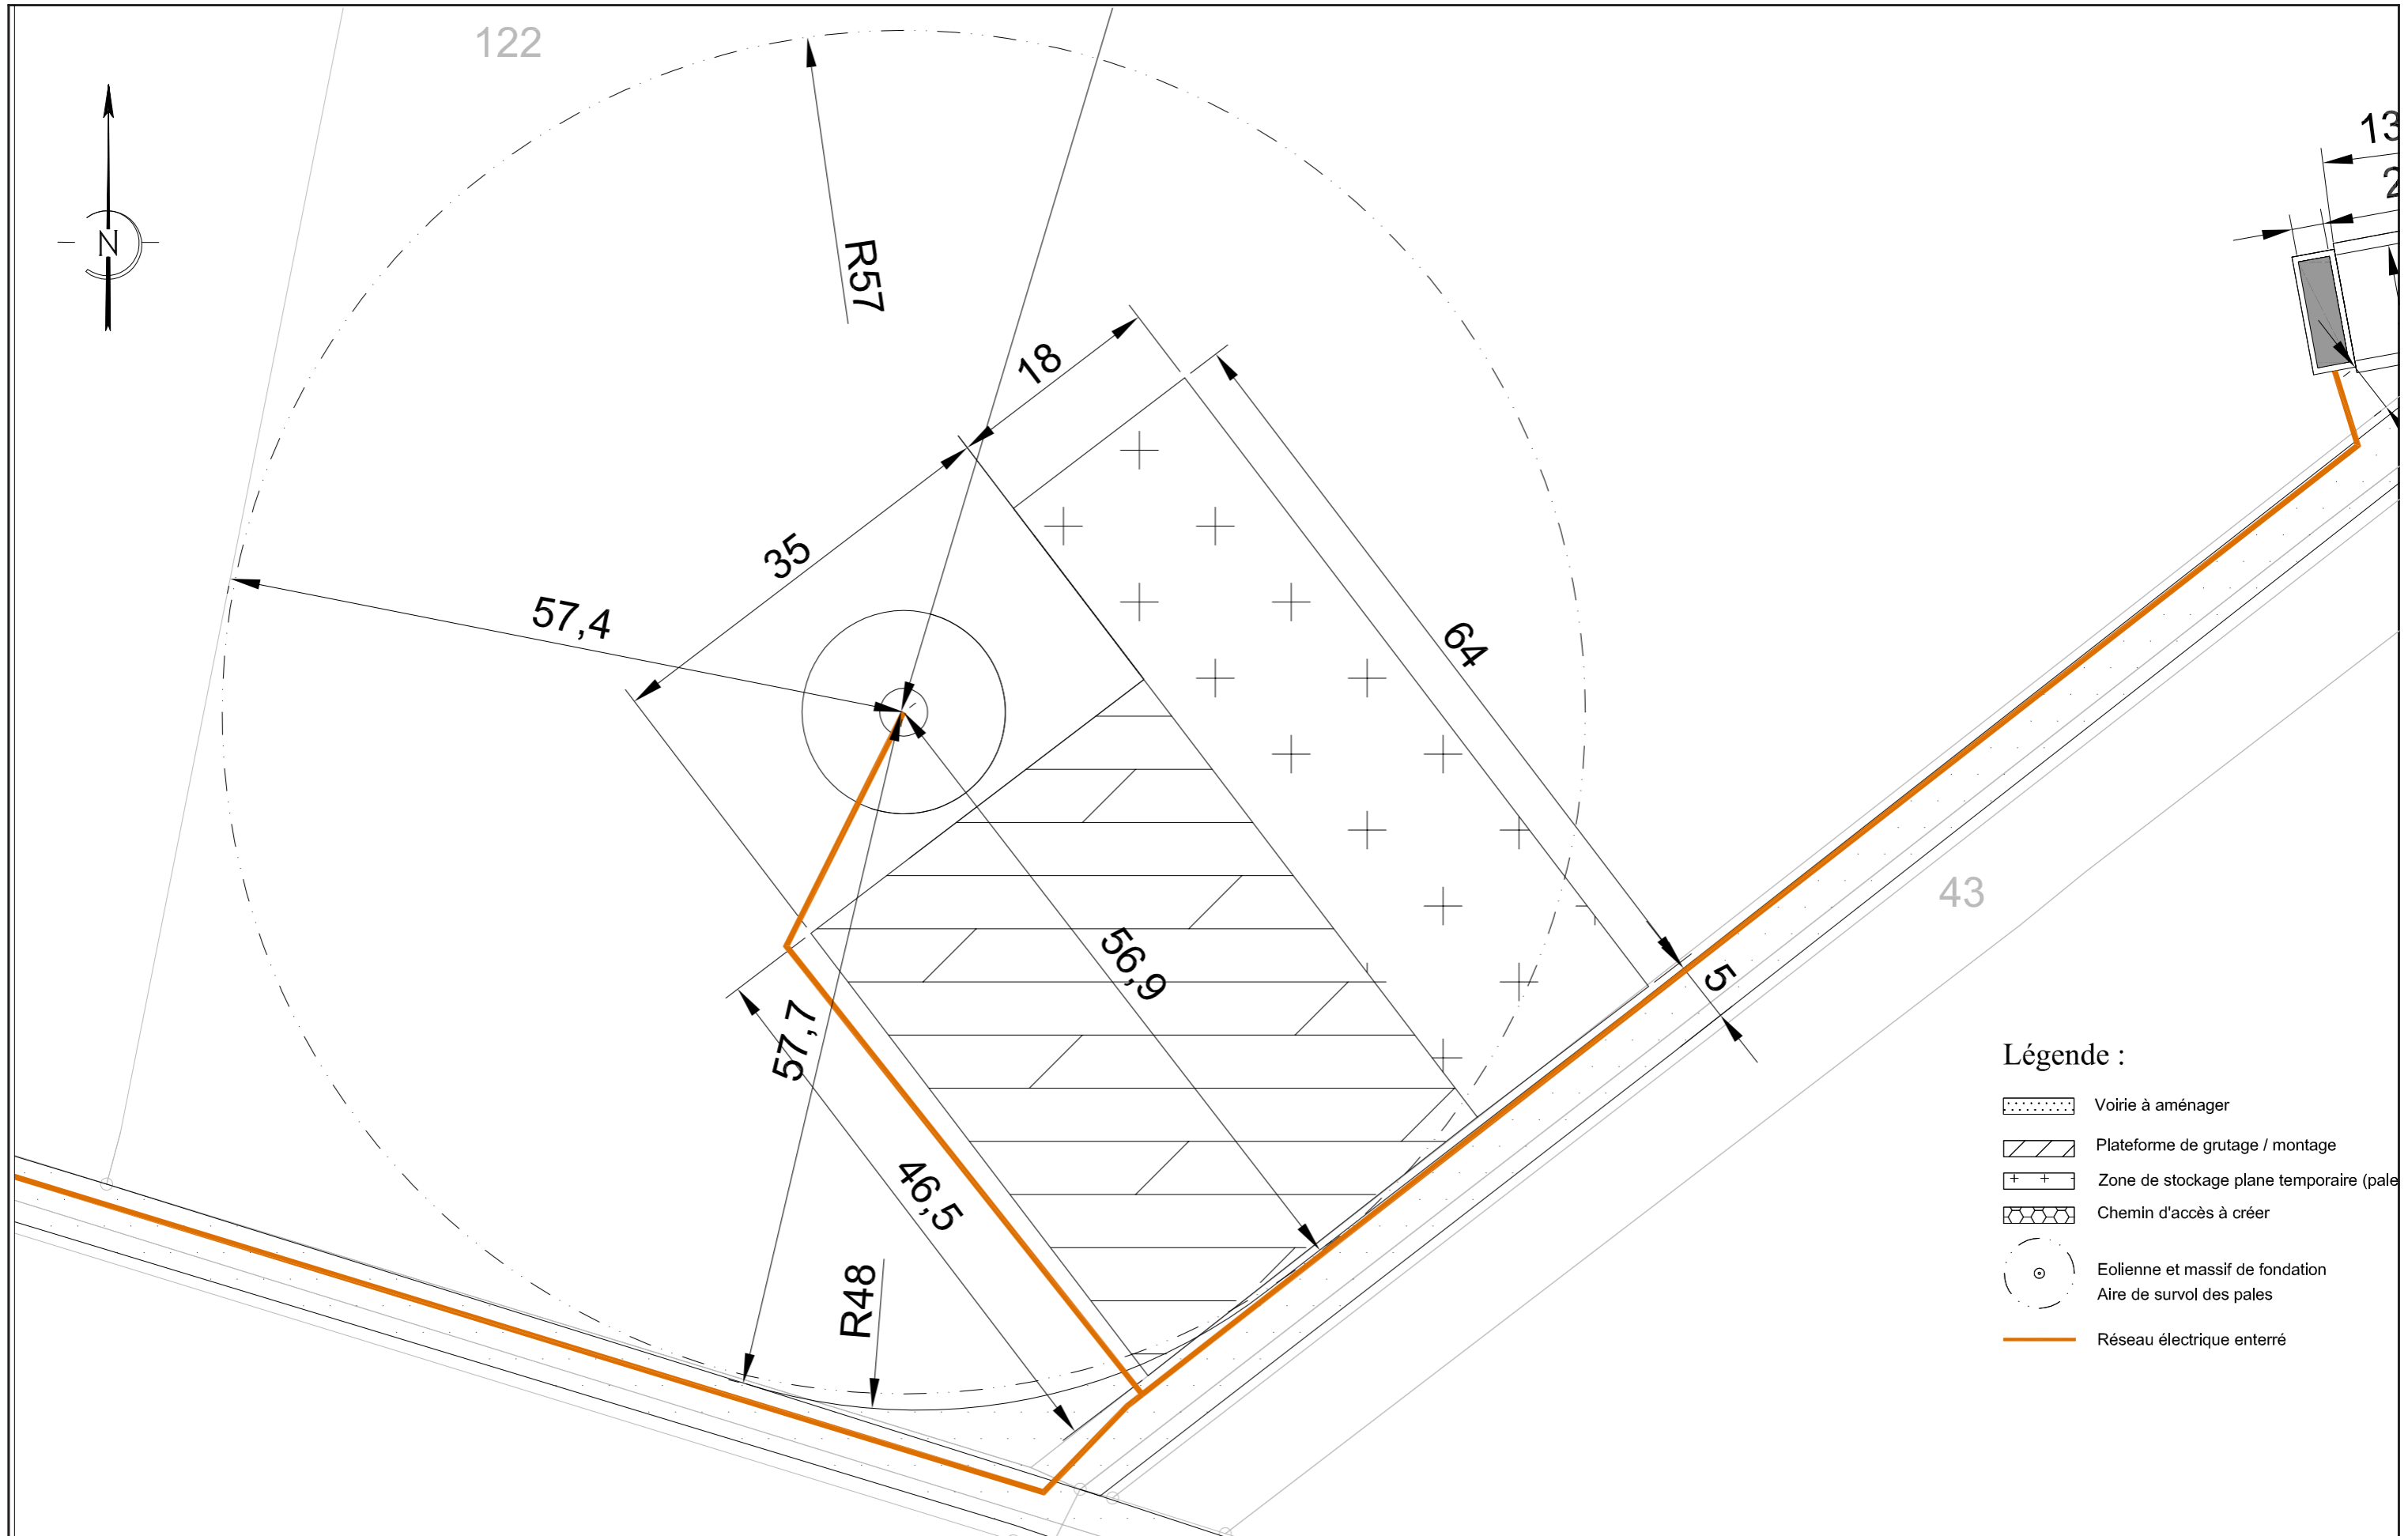 122
N
R57
18
13
2
35
57,4
64
43
56,9
5
57,7
46,5
R48
Légende :
Voirie à aménager
Plateforme de grutage / montage
Zone de stockage plane temporaire (pale
Chemin d'accès à créer
Eolienne et massif de fondation
Aire de survol des pales
Réseau électrique enterré